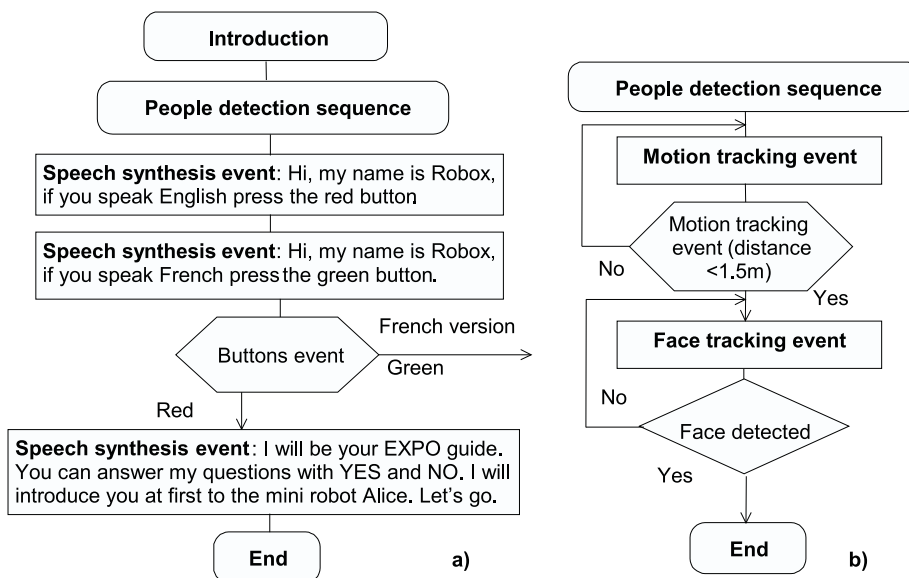 Introduction
People detection sequence
Speech synthesis event: Hi, my name is Robox,
if you speak English press the red button
Speech synthesis event: Hi, my name is Robox,
if you speak French press the green button.
Buttons event
French version
Green
Red
Speech synthesis event: I will be your EXPO guide.
You can answer my questions with YES and NO. I will
introduce you at first to the mini robot Alice. Let's go.
End
a)
People detection sequence
Motion tracking event
Motion tracking
event (distance
<1.5m)
No
Yes
Face tracking event
No
Face detected
Yes
End
b)